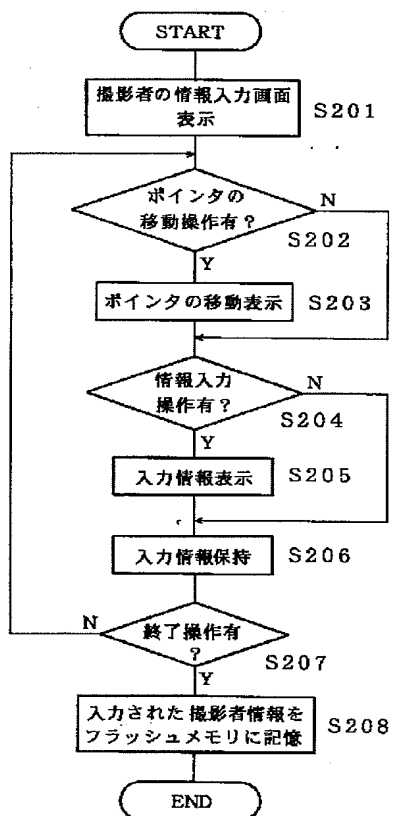 START
撮影者の情報入力画面
表示
S201
ポインタの
移動操作有?
N
S202
Y
ポインタの移動表示
S203
情報入力
操作有?
N
S204
Y
入力情報表示
S205
入力情報保持
S206
N
終了操作有
?
S207
Y
入力された撮影者情報を
フラッシュメモリに記憶
S208
END